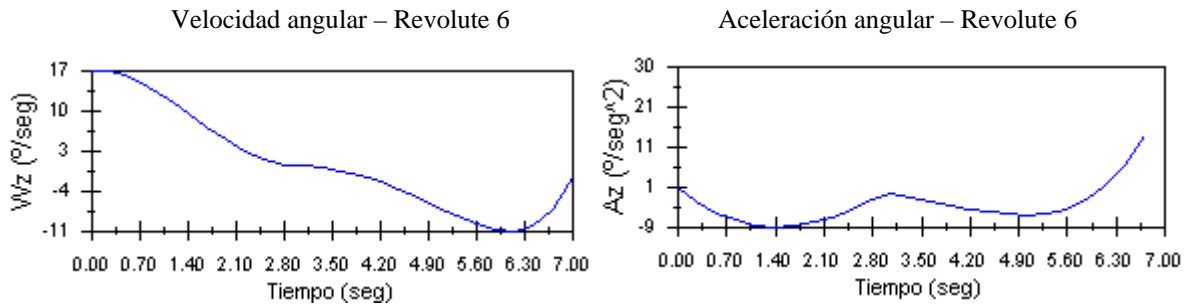 Velocidad angular – Revolute 6
17
10
3
-4
-11
Wz (º/seg)
0.00 0.70 1.40 2.10 2.80 3.50 4.20 4.90 5.60 6.30 7.00
Tiempo (seg)
Aceleración angular – Revolute 6
30
21
11
1
-9
Az (º/seg^2)
0.00 0.70 1.40 2.10 2.80 3.50 4.20 4.90 5.60 6.30 7.00
Tiempo (seg)